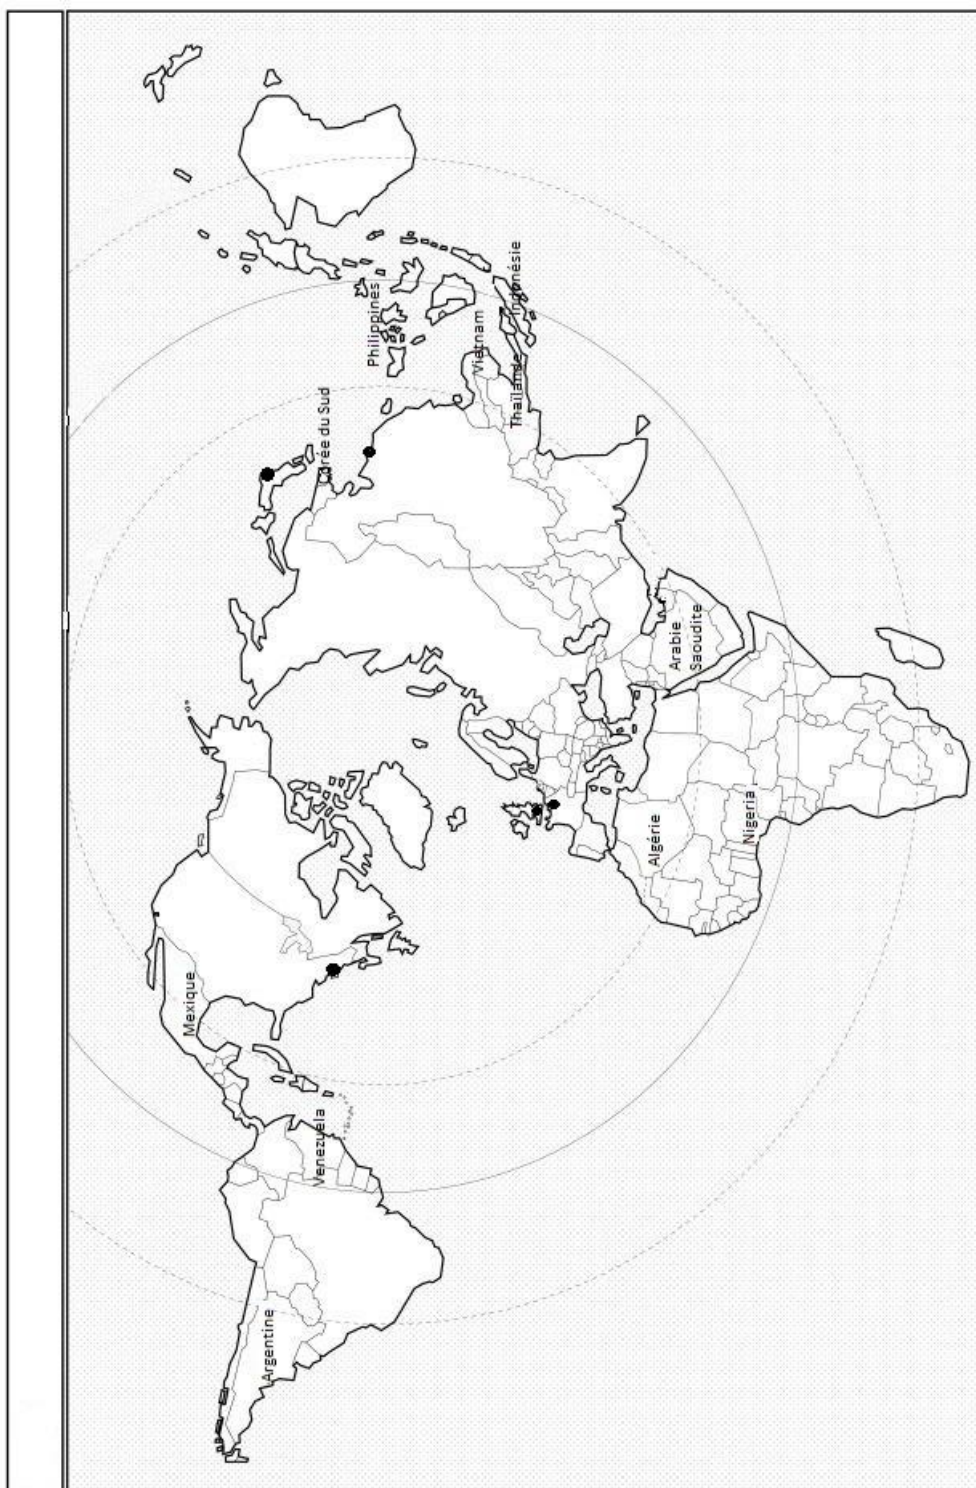 Mexique
Venezuela
Argentine
Algérie
Nigeria
Arabie
Saoudite
Corée du Sud
Philippines
Vietnam
Thaïlande
Indonésie